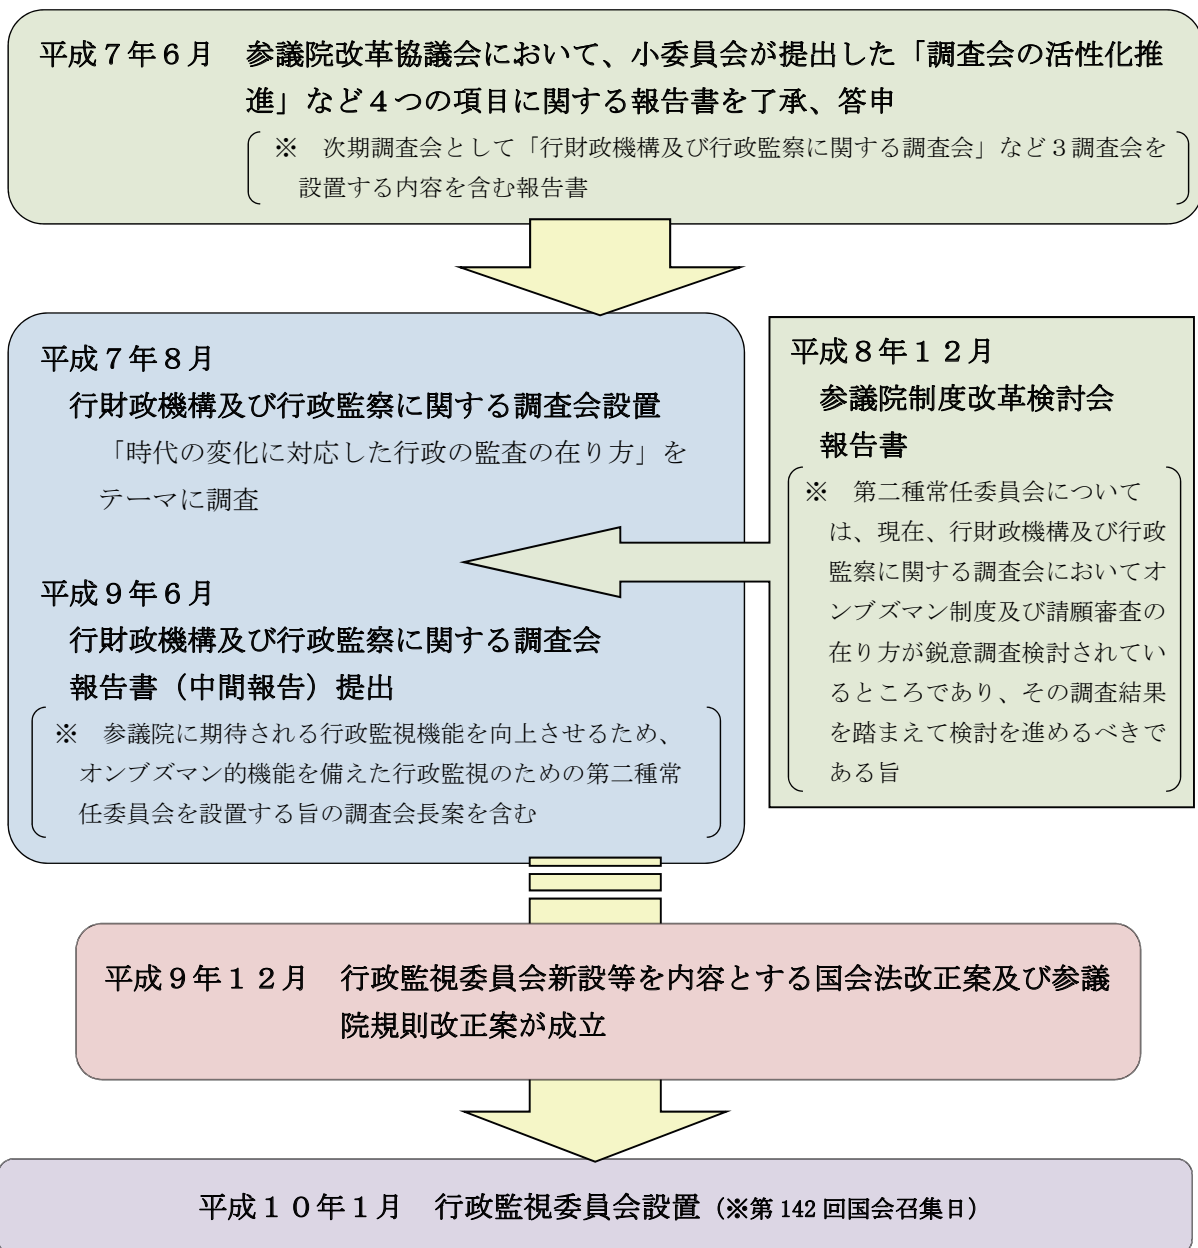 平成７年６月　参議院改革協議会において、小委員会が提出した「調査会の活性化推
進」など４つの項目に関する報告書を了承、答申
※　次期調査会として「行財政機構及び行政監察に関する調査会」など３調査会を
設置する内容を含む報告書
平成７年８月
行財政機構及び行政監察に関する調査会設置
「時代の変化に対応した行政の監査の在り方」を
テーマに調査
平成９年６月
行財政機構及び行政監察に関する調査会
報告書（中間報告）提出
※　参議院に期待される行政監視機能を向上させるため、
オンブズマン的機能を備えた行政監視のための第二種常
任委員会を設置する旨の調査会長案を含む
平成８年１２月
参議院制度改革検討会
報告書
※　第二種常任委員会について
は、現在、行財政機構及び行政
監察に関する調査会においてオ
ンブズマン制度及び請願審査の
在り方が鋭意調査検討されてい
るところであり、その調査結果
を踏まえて検討を進めるべきで
ある旨
平成９年１２月　行政監視委員会新設等を内容とする国会法改正案及び参議
院規則改正案が成立
平成１０年１月　行政監視委員会設置（※第 142 回国会召集日）